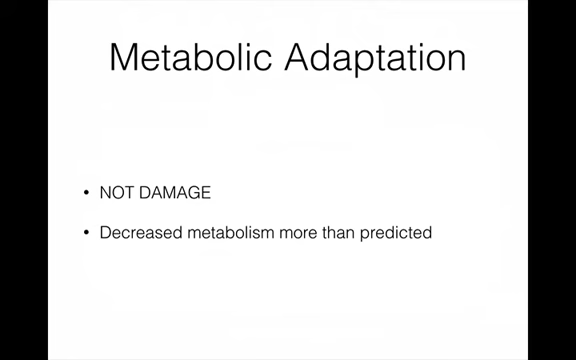 Metabolic Adaptation
• NOT DAMAGE
• Decreased metabolism more than predicted